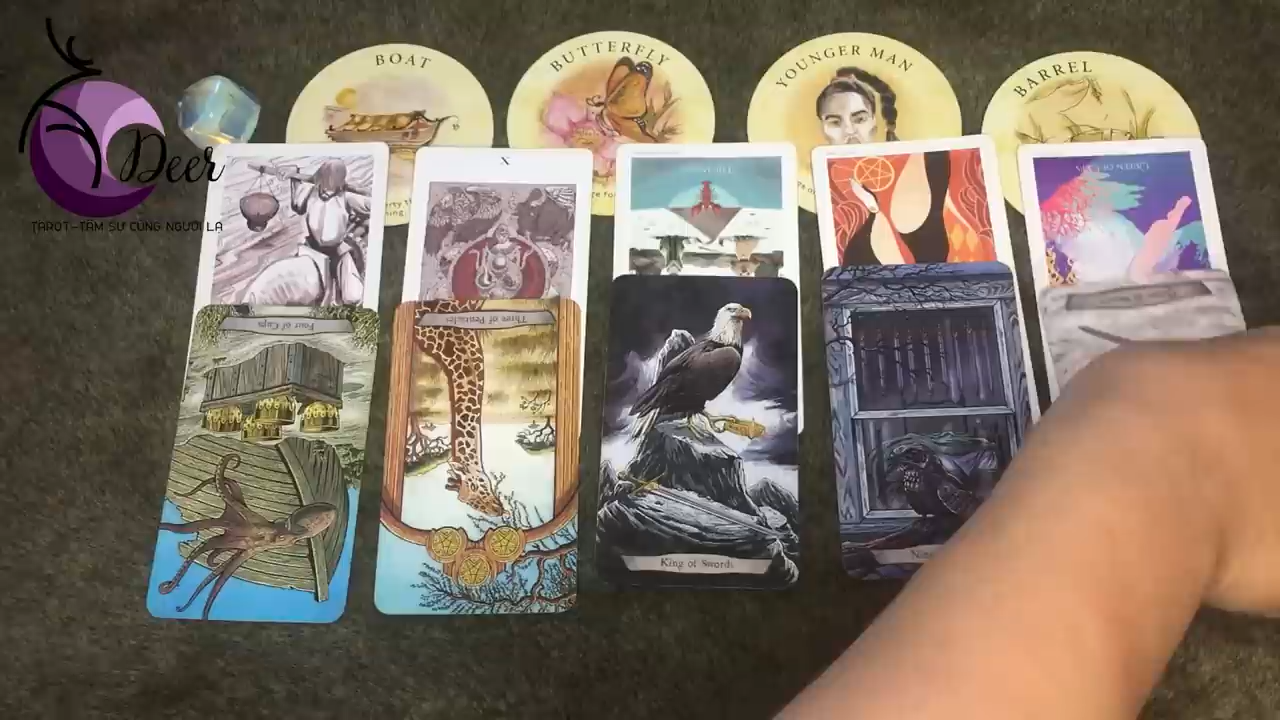 BOAT
BUTTERFLY
YOUNGER MAN
BARREL
Deer
TAROT-TÂM SỰ CÙNG NGƯỜI LẠ
X
Four of Cups
Three of Pentacles
King of Swords